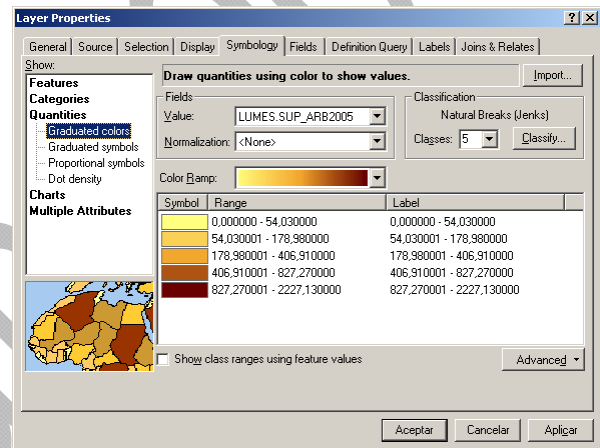 Layer Properties
General Source Selection Display Symbology Fields Definition Query Labels Joins & Relates
Show:
Features
Categories
Quantities
Graduated colors
Graduated symbols
Proportional symbols
Dot density
Charts
Multiple Attributes
Draw quantities using color to show values.
Import...
Fields
Value: LUMES.SUP_ARB2005
Normalization: <None>
Classification
Natural Breaks (Jenks)
Classes: 5 Classify...
Color Ramp:
Symbol Range Label
0,000000 - 54,030000 0,000000 - 54,030000
54,030001 - 178,980000 54,030001 - 178,980000
178,980001 - 406,910000 178,980001 - 406,910000
406,910001 - 827,270000 406,910001 - 827,270000
827,270001 - 2227,130000 827,270001 - 2227,130000
Show class ranges using feature values
Advanced
Aceptar Cancelar Aplicar